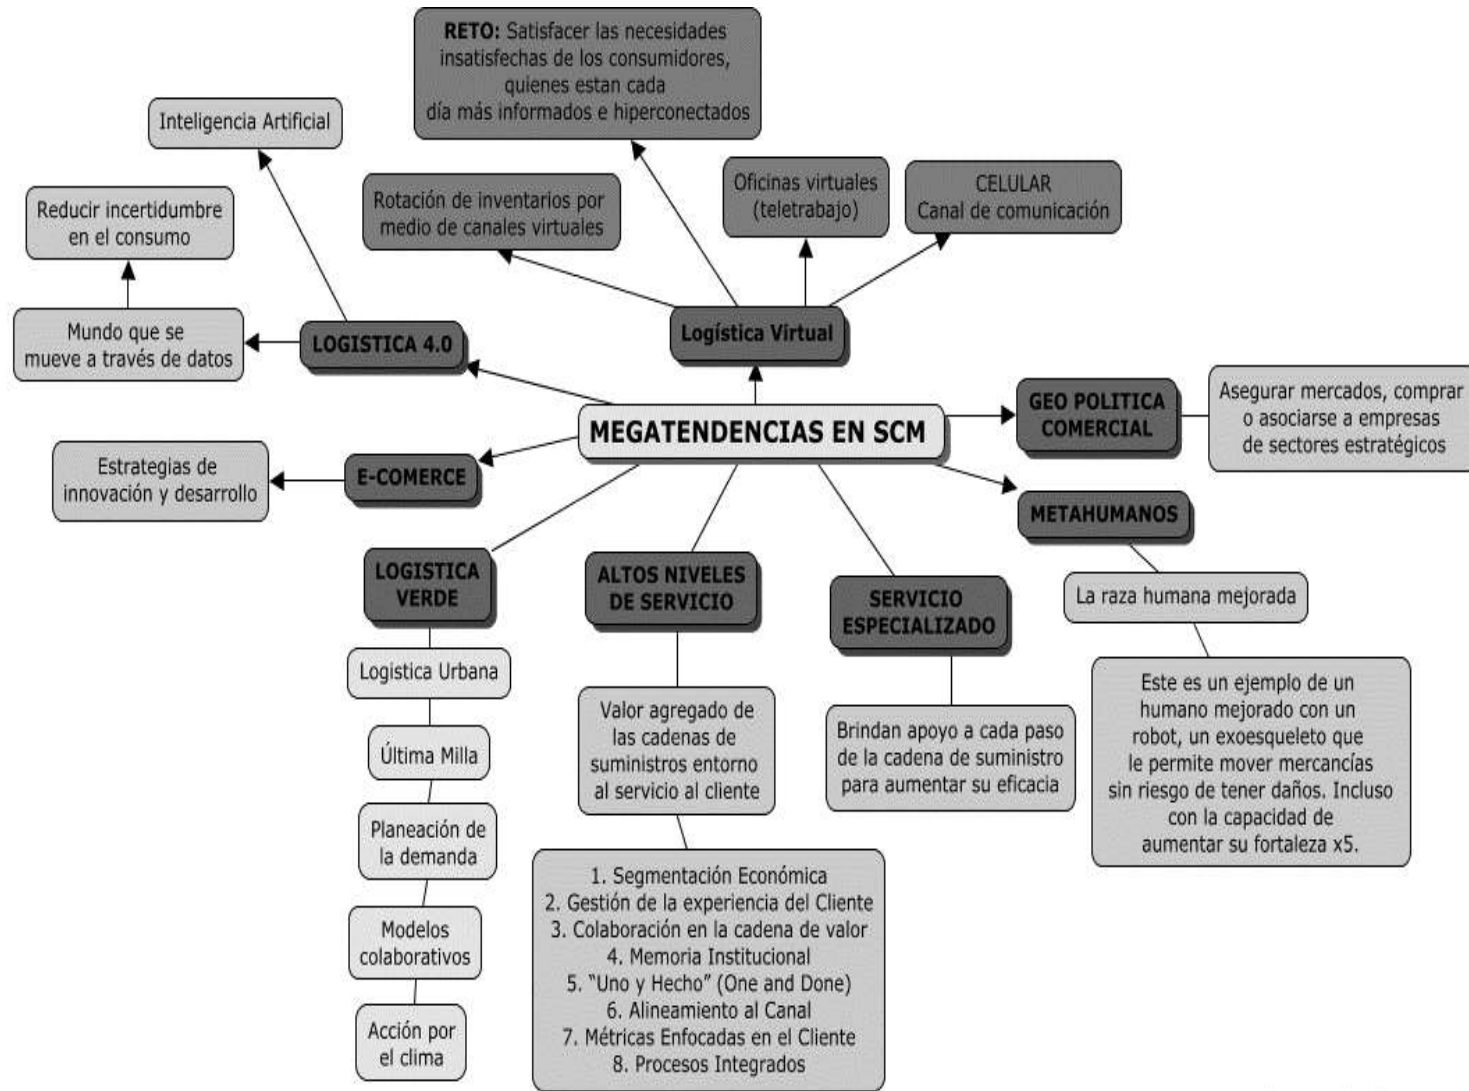 RETO: Satisfacer las necesidades
insatisfechas de los consumidores,
quienes estan cada
día más informados e hiperconectados
Inteligencia Artificial
Rotación de inventarios por
medio de canales virtuales
Oficinas virtuales
(teletrabajo)
CELULAR
Canal de comunicación
Reducir incertidumbre
en el consumo
Mundo que se
mueve a través de datos
LOGISTICA 4.0
Logística Virtual
MEGATENDENCIAS EN SCM
GEO POLITICA
COMERCIAL
Asegurar mercados, comprar
o asociarse a empresas
de sectores estratégicos
Estrategias de
innovación y desarrollo
E-COMERCE
METAHUMANOS
LOGISTICA
VERDE
ALTOS NIVELES
DE SERVICIO
SERVICIO
ESPECIALIZADO
La raza humana mejorada
Logistica Urbana
Última Milla
Planeación de
la demanda
Modelos
colaborativos
Acción por
el clima
Valor agregado de
las cadenas de
suministros entorno
al servicio al cliente
1. Segmentación Económica
2. Gestión de la experiencia del Cliente
3. Colaboración en la cadena de valor
4. Memoria Institucional
5. “Uno y Hecho” (One and Done)
6. Alineamiento al Canal
7. Métricas Enfocadas en el Cliente
8. Procesos Integrados
Brindan apoyo a cada paso
de la cadena de suministro
para aumentar su eficacia
Este es un ejemplo de un
humano mejorado con un
robot, un exoesqueleto que
le permite mover mercancías
sin riesgo de tener daños. Incluso
con la capacidad de
aumentar su fortaleza x5.